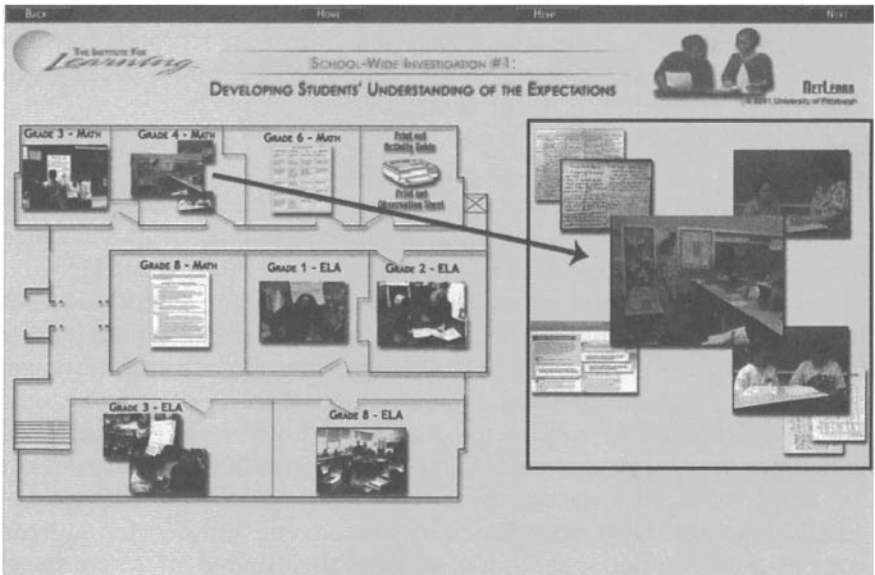 BACK HOME HELP NEXT
THE INSTITUTE FOR
Learning
SCHOOL-WIDE INVESTIGATION #1:
DEVELOPING STUDENTS' UNDERSTANDING OF THE EXPECTATIONS
NETLEARN
© 2001 University of Pittsburgh
GRADE 3 - MATH
GRADE 4 - MATH
GRADE 6 - MATH
Print out
Activity Guide
Print out
Observation Sheet
GRADE 8 - MATH
GRADE 1 - ELA
GRADE 2 - ELA
GRADE 3 - ELA
GRADE 8 - ELA